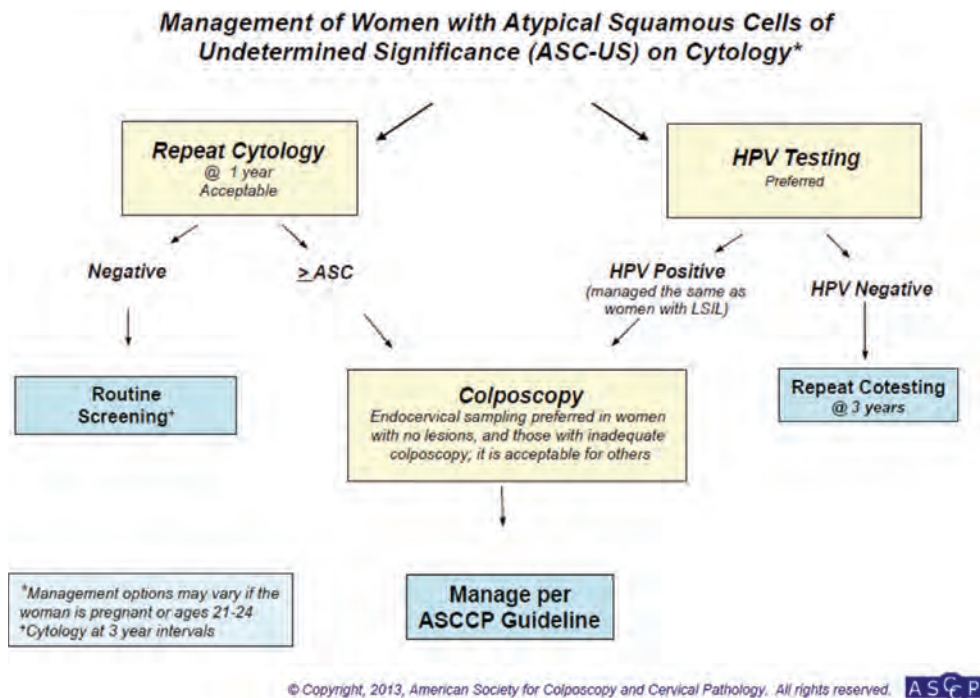 Management of Women with Atypical Squamous Cells of
Undetermined Significance (ASC-US) on Cytology*
Repeat Cytology
@ 1 year
Acceptable
HPV Testing
Preferred
Negative
≥ ASC
HPV Positive
(managed the same as
women with LSIL)
HPV Negative
Routine
Screening+
Colposcopy
Endocervical sampling preferred in women
with no lesions, and those with inadequate
colposcopy; it is acceptable for others
Repeat Cotesting
@ 3 years
*Management options may vary if the
woman is pregnant or ages 21-24
+Cytology at 3 year intervals
Manage per
ASCCP Guideline
© Copyright, 2013, American Society for Colposcopy and Cervical Pathology. All rights reserved.
ASCCP